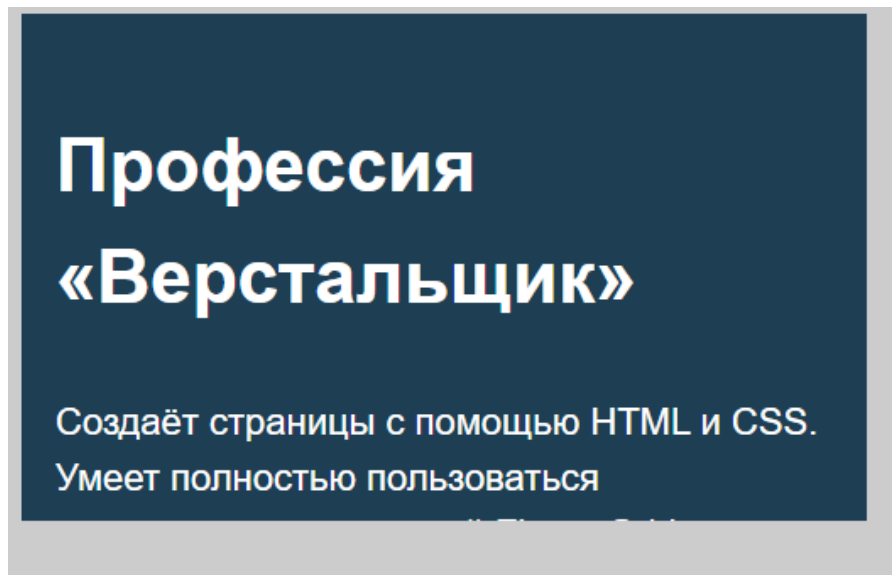 Профессия
«Верстальщик»
Создаёт страницы с помощью HTML и CSS.
Умеет полностью пользоваться